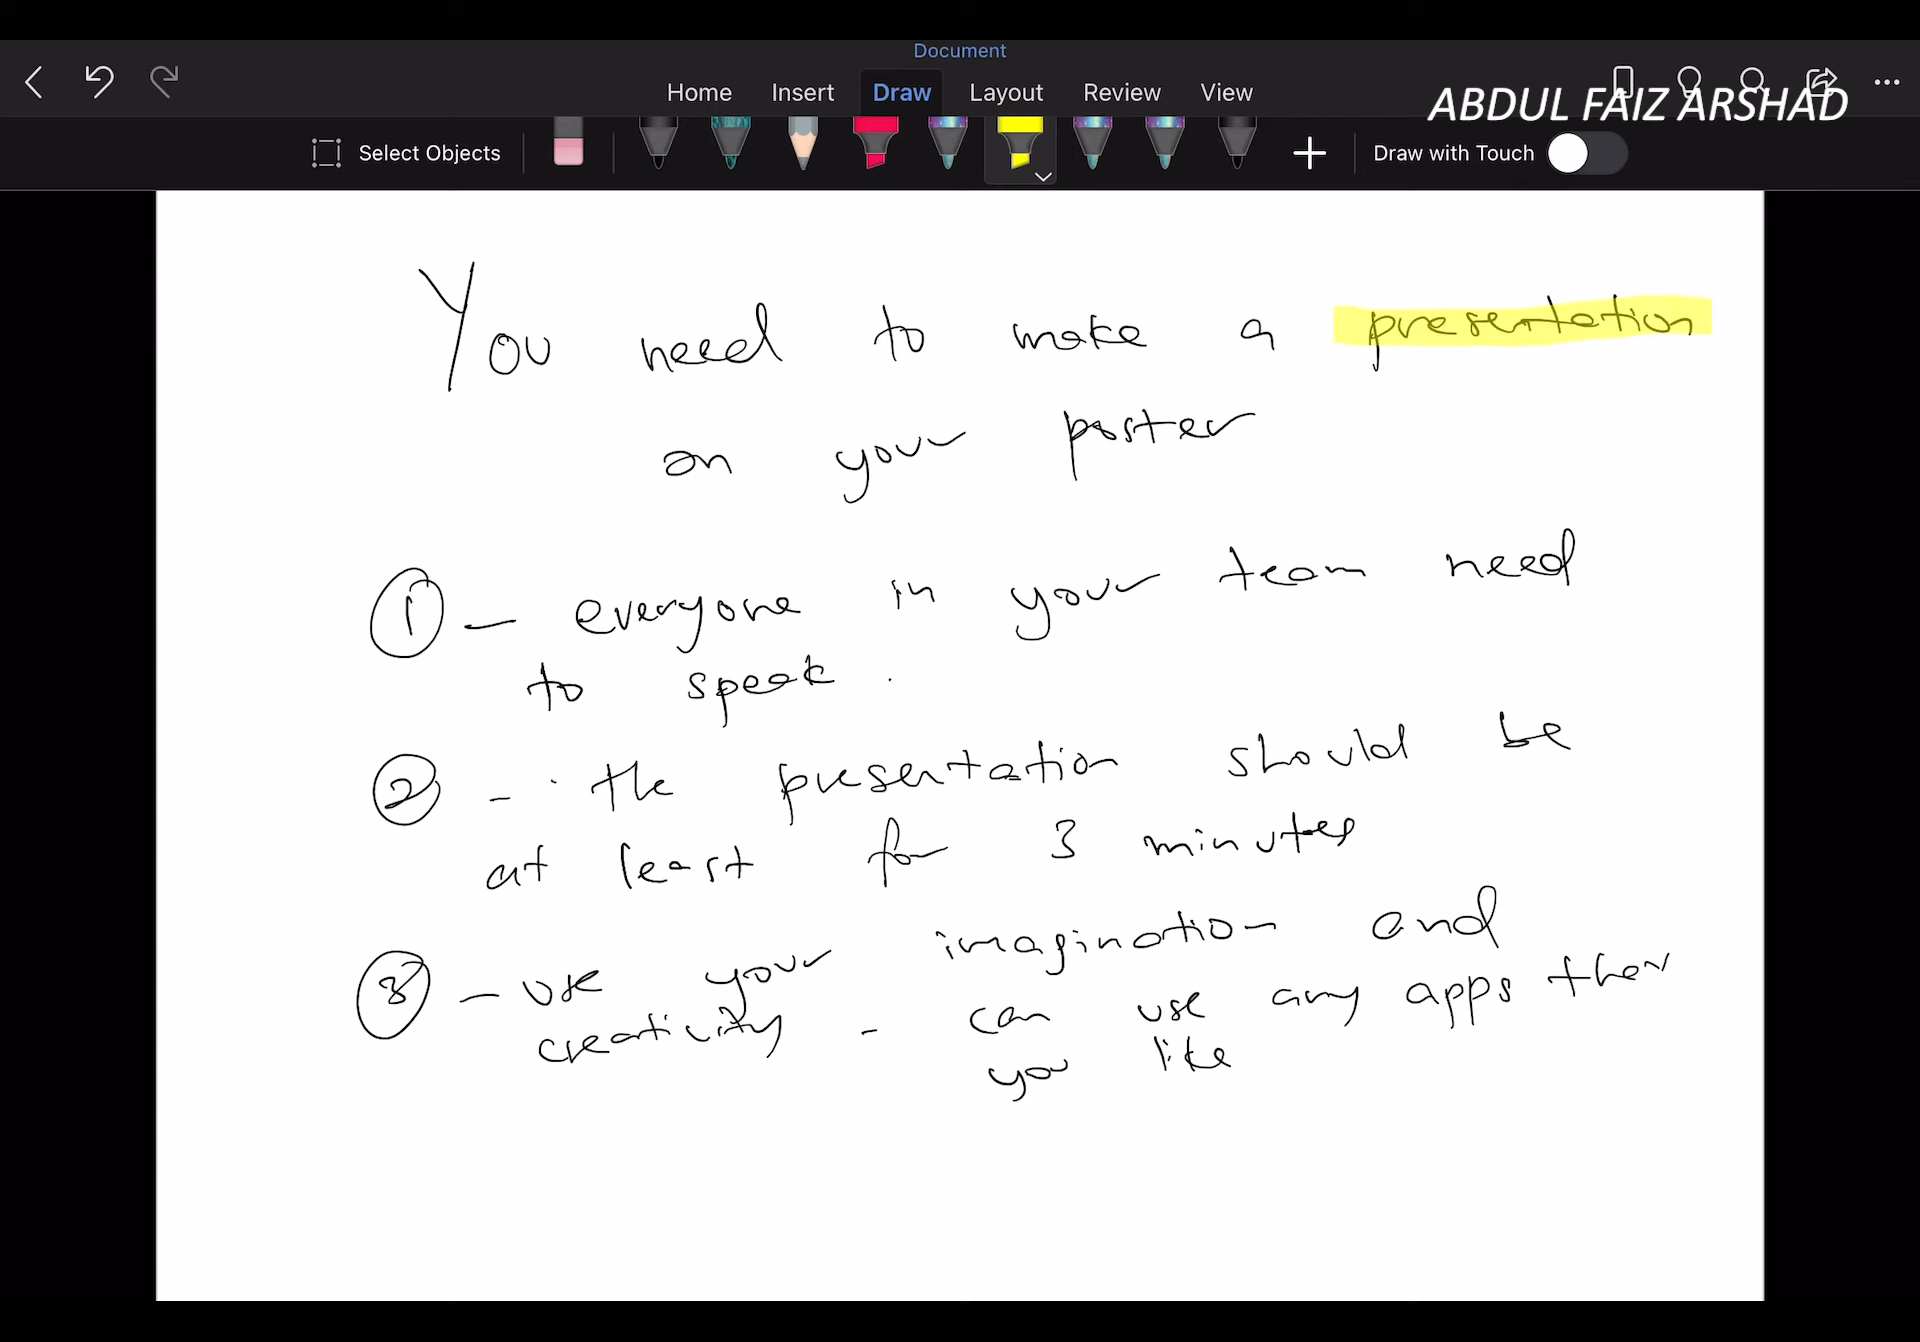 Document
Home Insert Draw Layout Review View
ABDUL FAIZ ARSHAD
Select Objects
Draw with Touch
You need to make a presentation
on your poster
1 - everyone in your team need
to speak.
2 - the presentation should be
at least for 3 minutes
3 - use your imagination and
creativity - can use any apps that
you like